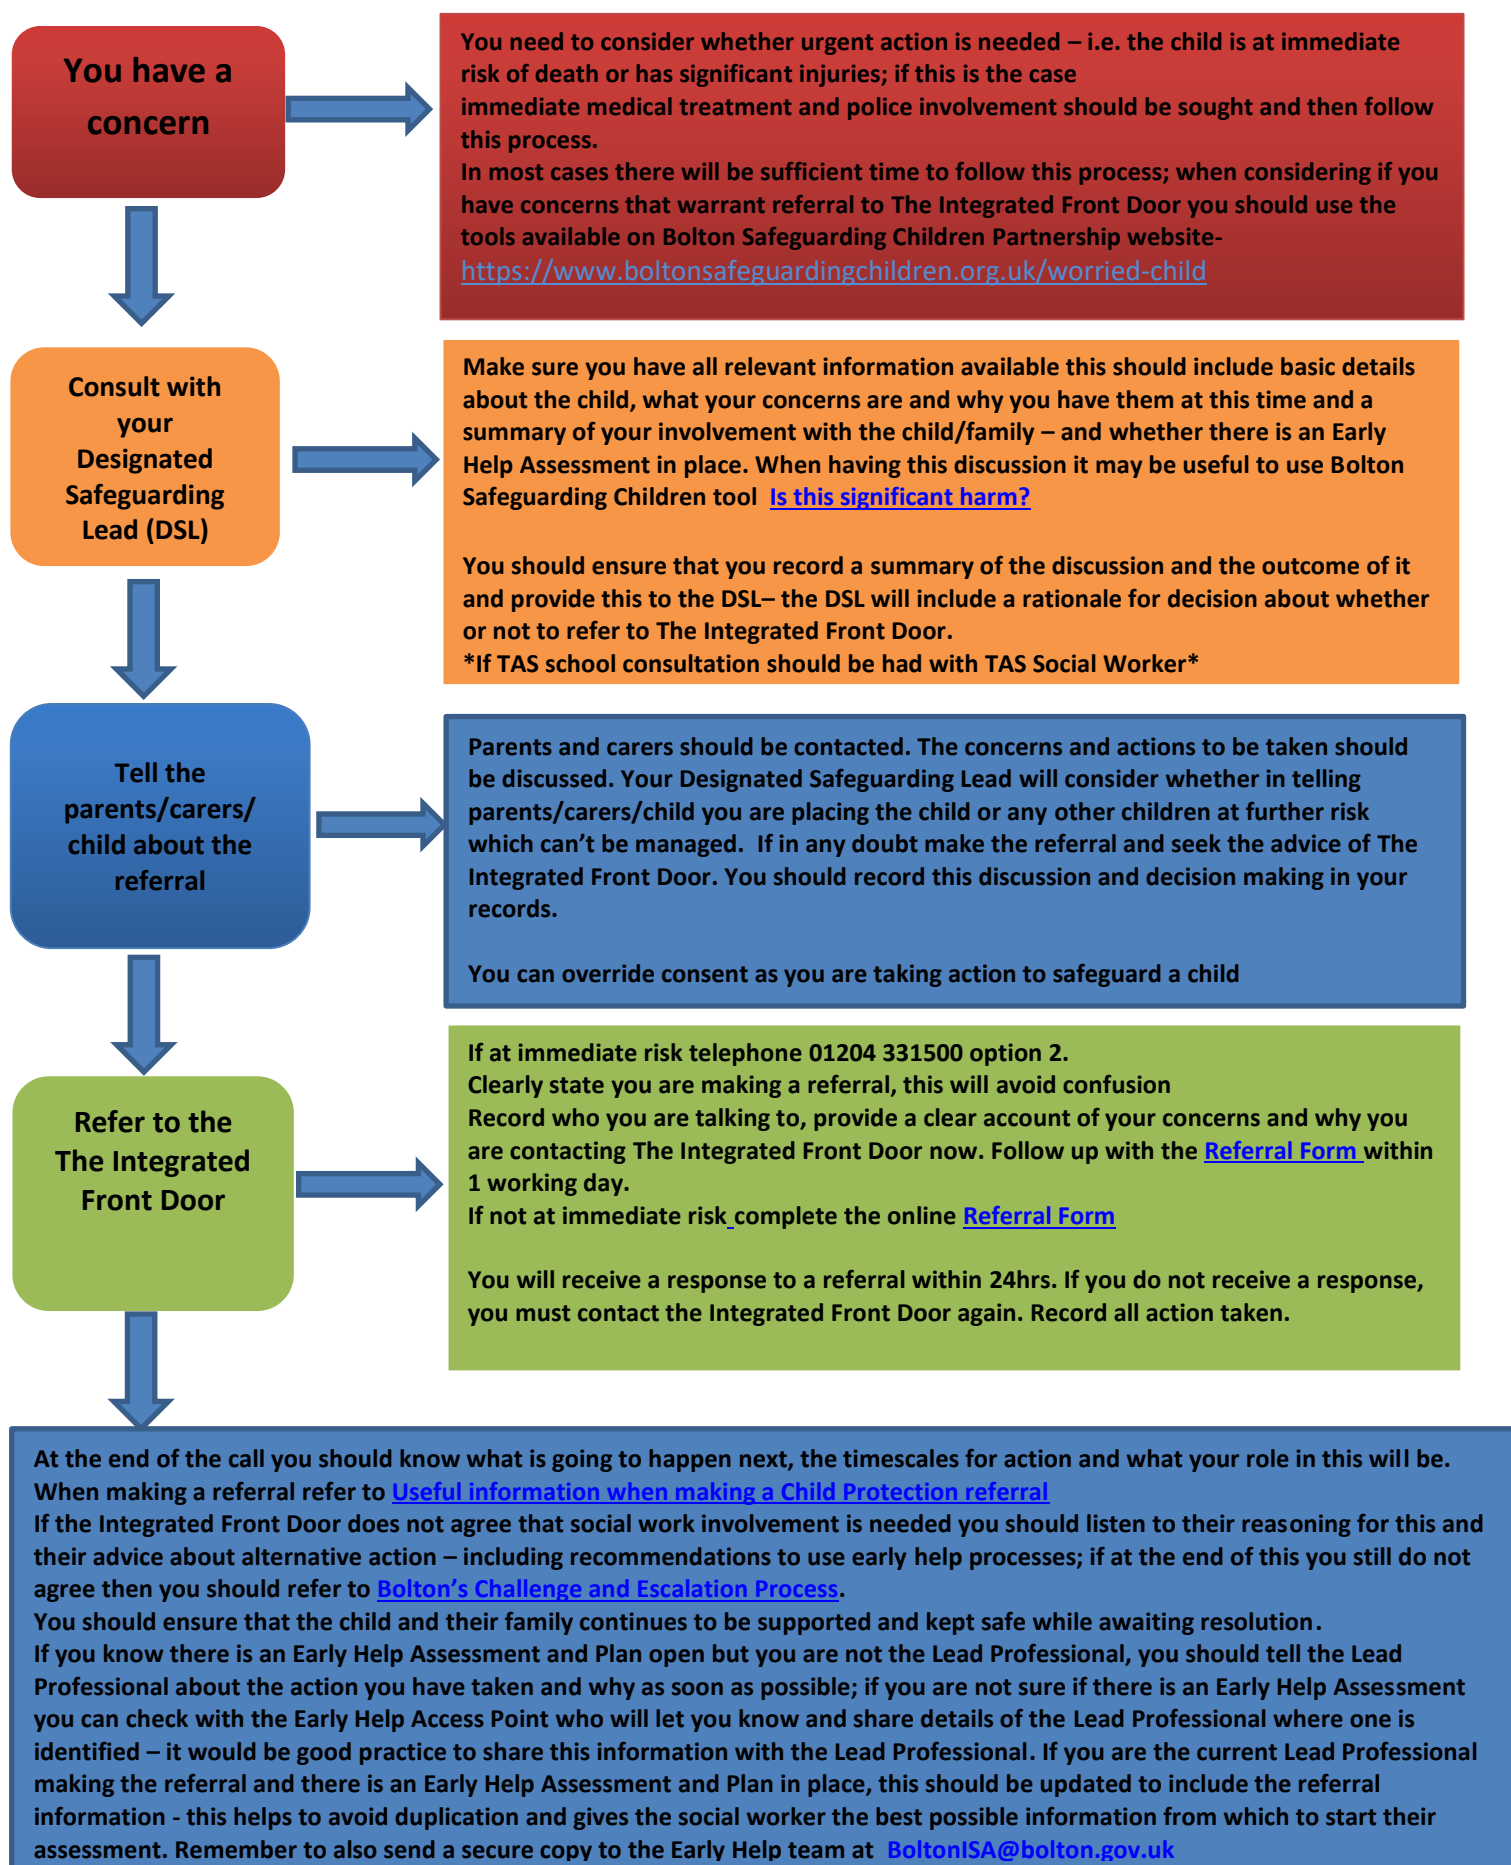 You have a
concern
You need to consider whether urgent action is needed – i.e. the child is at immediate
risk of death or has significant injuries; if this is the case
immediate medical treatment and police involvement should be sought and then follow
this process.
In most cases there will be sufficient time to follow this process; when considering if you
have concerns that warrant referral to The Integrated Front Door you should use the
tools available on Bolton Safeguarding Children Partnership website-
https://www.boltonsafeguardingchildren.org.uk/worried-child
Consult with
your
Designated
Safeguarding
Lead (DSL)
Make sure you have all relevant information available this should include basic details
about the child, what your concerns are and why you have them at this time and a
summary of your involvement with the child/family – and whether there is an Early
Help Assessment in place. When having this discussion it may be useful to use Bolton
Safeguarding Children tool  Is this significant harm?
You should ensure that you record a summary of the discussion and the outcome of it
and provide this to the DSL– the DSL will include a rationale for decision about whether
or not to refer to The Integrated Front Door.
*If TAS school consultation should be had with TAS Social Worker*
Tell the
parents/carers/
child about the
referral
Parents and carers should be contacted. The concerns and actions to be taken should
be discussed. Your Designated Safeguarding Lead will consider whether in telling
parents/carers/child you are placing the child or any other children at further risk
which can’t be managed.  If in any doubt make the referral and seek the advice of The
Integrated Front Door. You should record this discussion and decision making in your
records.
You can override consent as you are taking action to safeguard a child
Refer to the
The Integrated
Front Door
If at immediate risk telephone 01204 331500 option 2.
Clearly state you are making a referral, this will avoid confusion
Record who you are talking to, provide a clear account of your concerns and why you
are contacting The Integrated Front Door now. Follow up with the Referral Form within
1 working day.
If not at immediate risk complete the online Referral Form
You will receive a response to a referral within 24hrs. If you do not receive a response,
you must contact the Integrated Front Door again. Record all action taken.
At the end of the call you should know what is going to happen next, the timescales for action and what your role in this will be.
When making a referral refer to Useful information when making a Child Protection referral
If the Integrated Front Door does not agree that social work involvement is needed you should listen to their reasoning for this and
their advice about alternative action – including recommendations to use early help processes; if at the end of this you still do not
agree then you should refer to Bolton’s Challenge and Escalation Process.
You should ensure that the child and their family continues to be supported and kept safe while awaiting resolution.
If you know there is an Early Help Assessment and Plan open but you are not the Lead Professional, you should tell the Lead
Professional about the action you have taken and why as soon as possible; if you are not sure if there is an Early Help Assessment
you can check with the Early Help Access Point who will let you know and share details of the Lead Professional where one is
identified – it would be good practice to share this information with the Lead Professional. If you are the current Lead Professional
making the referral and there is an Early Help Assessment and Plan in place, this should be updated to include the referral
information - this helps to avoid duplication and gives the social worker the best possible information from which to start their
assessment. Remember to also send a secure copy to the Early Help team at  BoltonISA@bolton.gov.uk